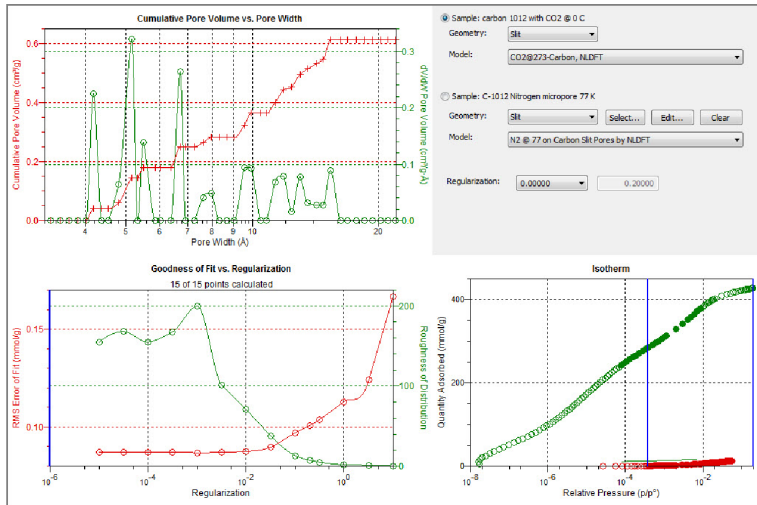 Cumulative Pore Volume vs. Pore Width
Cumulative Pore Volume (cm³/g)
0.6
0.4
0.2
0.0
0.3
0.2
0.1
0.0
dV/dW Pore Volume (cm³/g·Å)
4 5 6 7 8 9 10 20
Pore Width (Å)
Sample: carbon 1012 with CO2 @ 0 C
Geometry: Slit
Model: CO2@273-Carbon, NLDFT
Sample: C-1012 Nitrogen micropore 77 K
Geometry: Slit Select... Edit... Clear
Model: N2 @ 77 on Carbon Slit Pores by NLDFT
Regularization: 0.00000 0.20000
Goodness of Fit vs. Regularization
15 of 15 points calculated
RMS Error of Fit (mmol/g)
0.15
0.10
200
100
0
Roughness of Distribution
10⁻⁶ 10⁻⁴ 10⁻² 10⁰
Regularization
Isotherm
Quantity Adsorbed (mmol/g)
400
200
0
10⁻⁸ 10⁻⁶ 10⁻⁴ 10⁻²
Relative Pressure (p/p°)